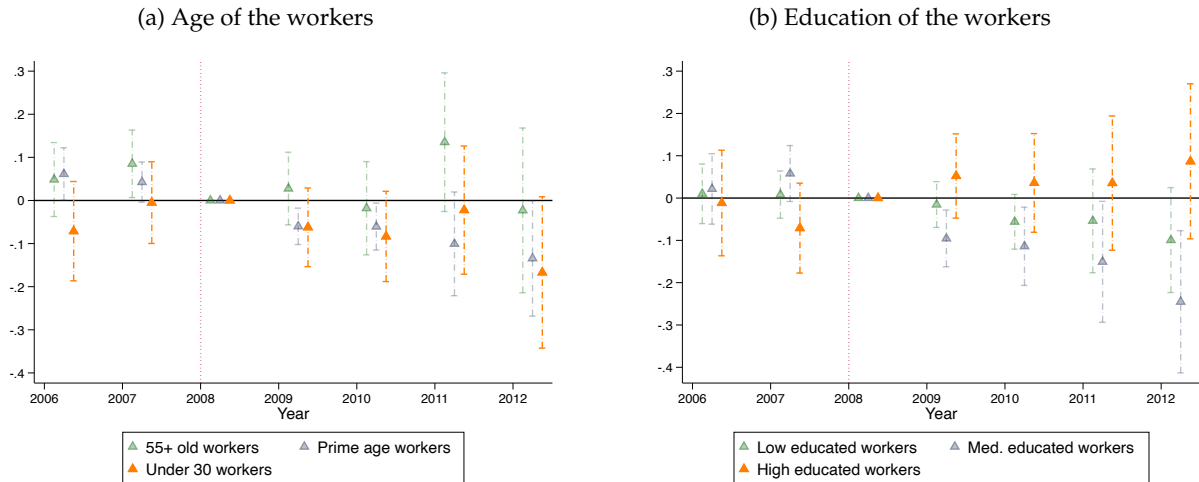 (a) Age of the workers
.3
.2
.1
0
-.1
-.2
-.3
-.4
2006 2007 2008 2009 2010 2011 2012
Year
55+ old workers Prime age workers
Under 30 workers
(b) Education of the workers
.3
.2
.1
0
-.1
-.2
-.3
-.4
2006 2007 2008 2009 2010 2011 2012
Year
Low educated workers Med. educated workers
High educated workers